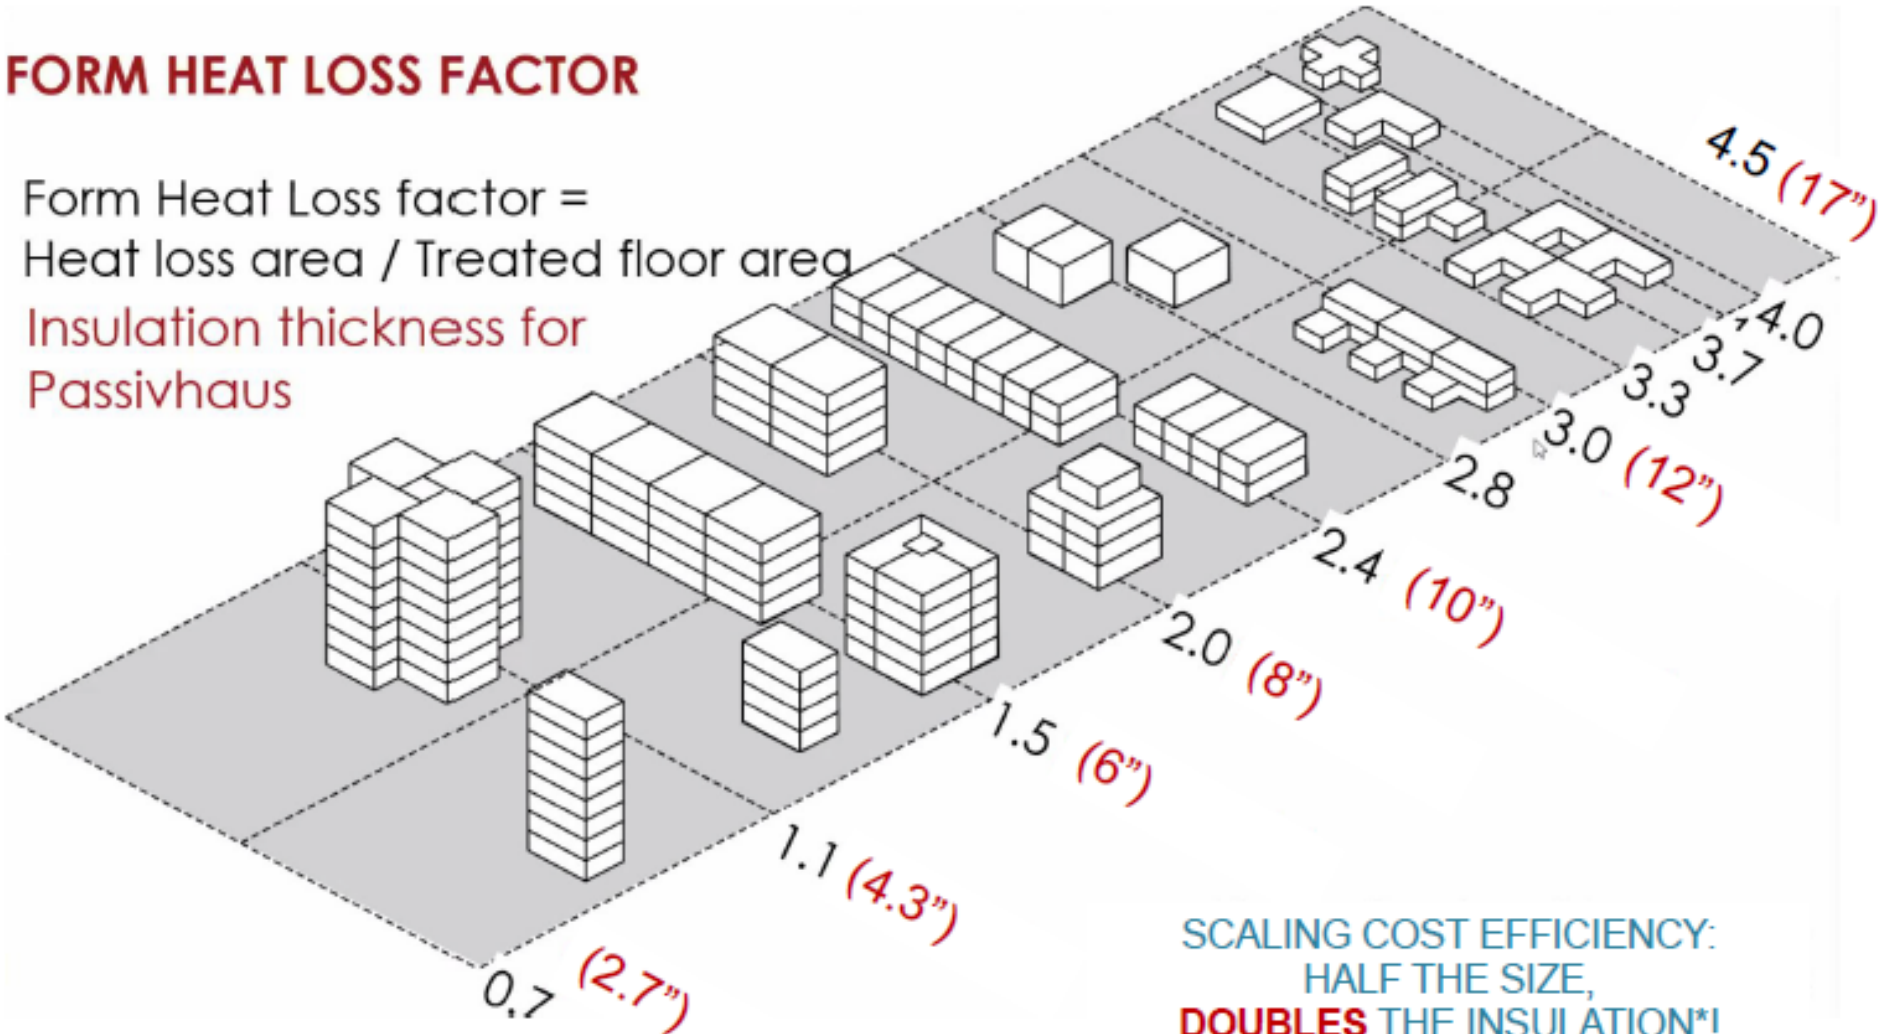 FORM HEAT LOSS FACTOR
Form Heat Loss factor =
Heat loss area / Treated floor area
Insulation thickness for
Passivhaus
4.5 (17”)
4.0
3.7
3.3
3.0 (12”)
2.8
2.4 (10”)
2.0 (8”)
1.5 (6”)
1.1 (4.3”)
0.7 (2.7”)
SCALING COST EFFICIENCY:
HALF THE SIZE,
DOUBLES THE INSULATION*!